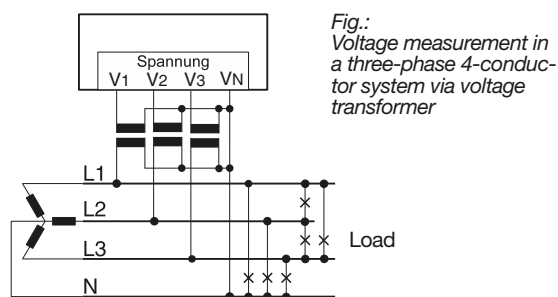 Spannung
V1 V2 V3 VN
L1
L2
L3
N
Load
Fig.:
Voltage measurement in
a three-phase 4-conduc-
tor system via voltage
transformer